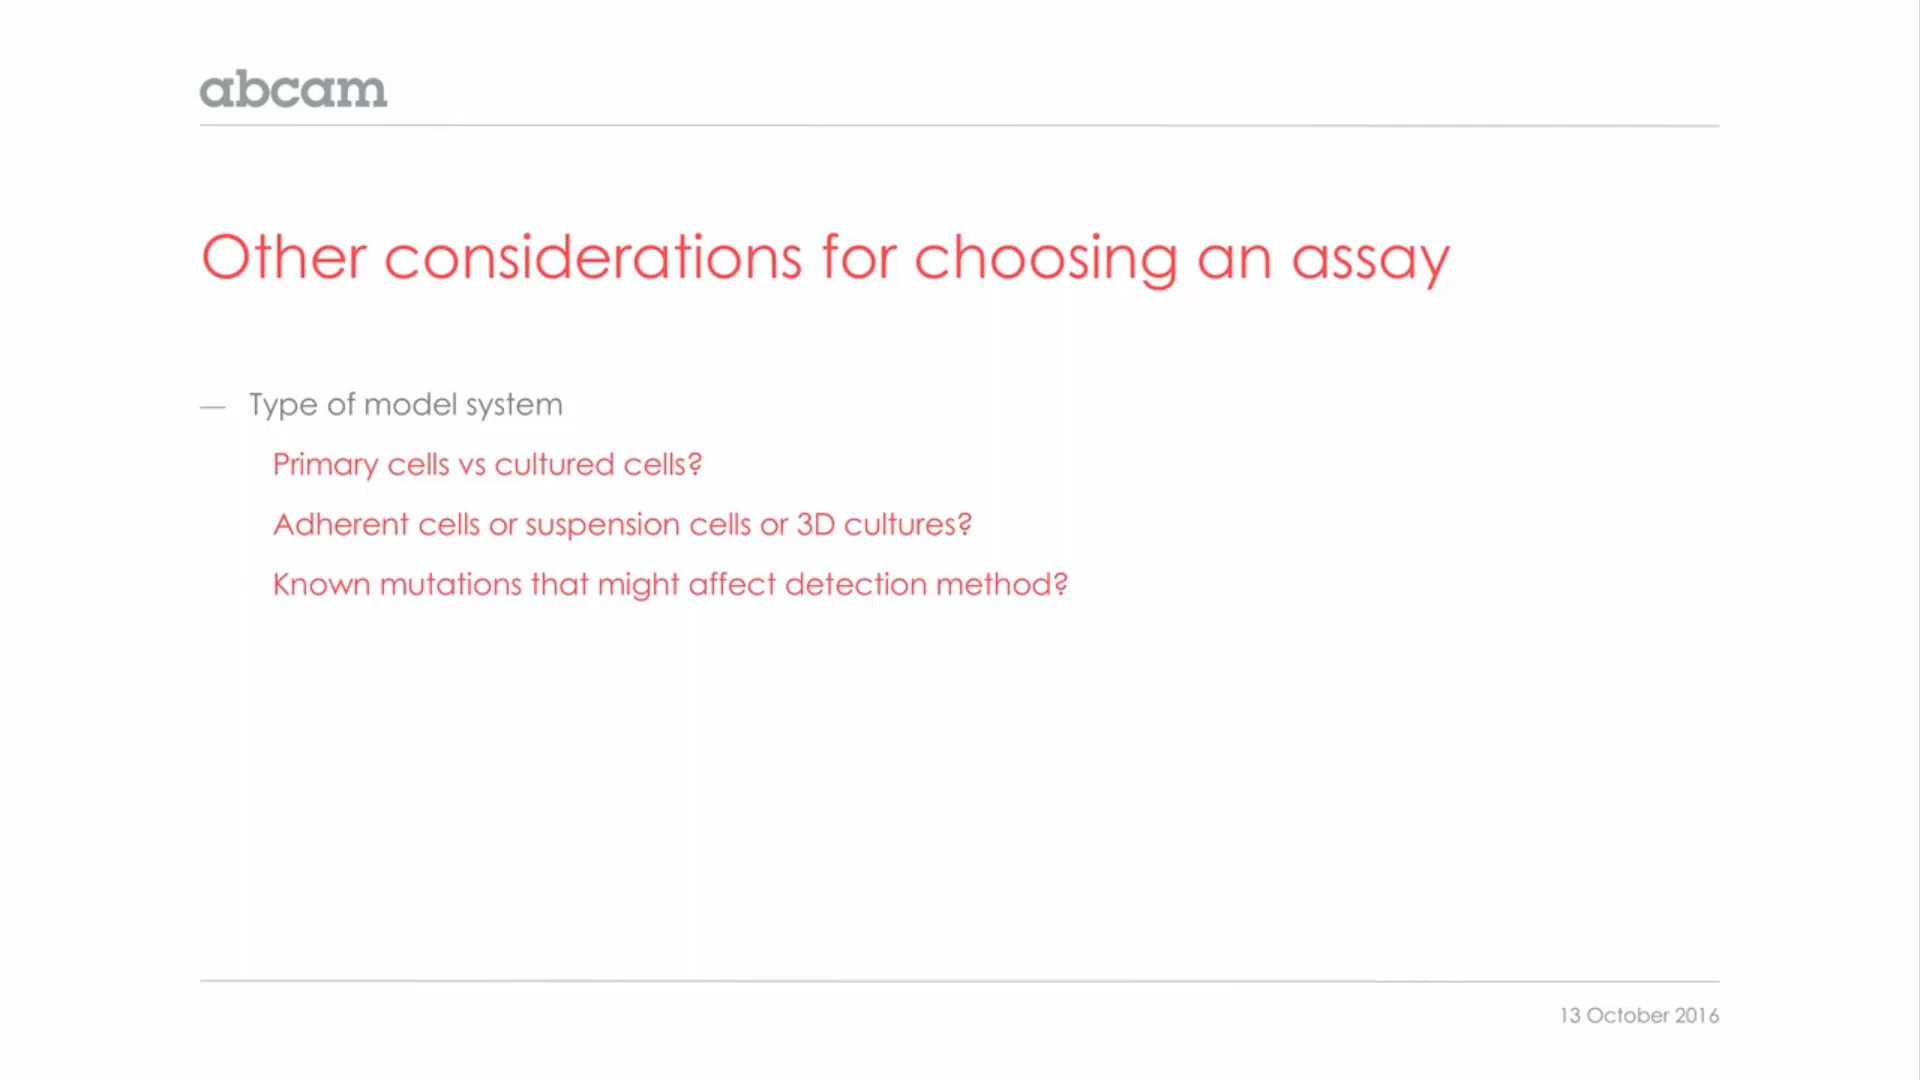 abcam
Other considerations for choosing an assay
— Type of model system
Primary cells vs cultured cells?
Adherent cells or suspension cells or 3D cultures?
Known mutations that might affect detection method?
13 October 2016